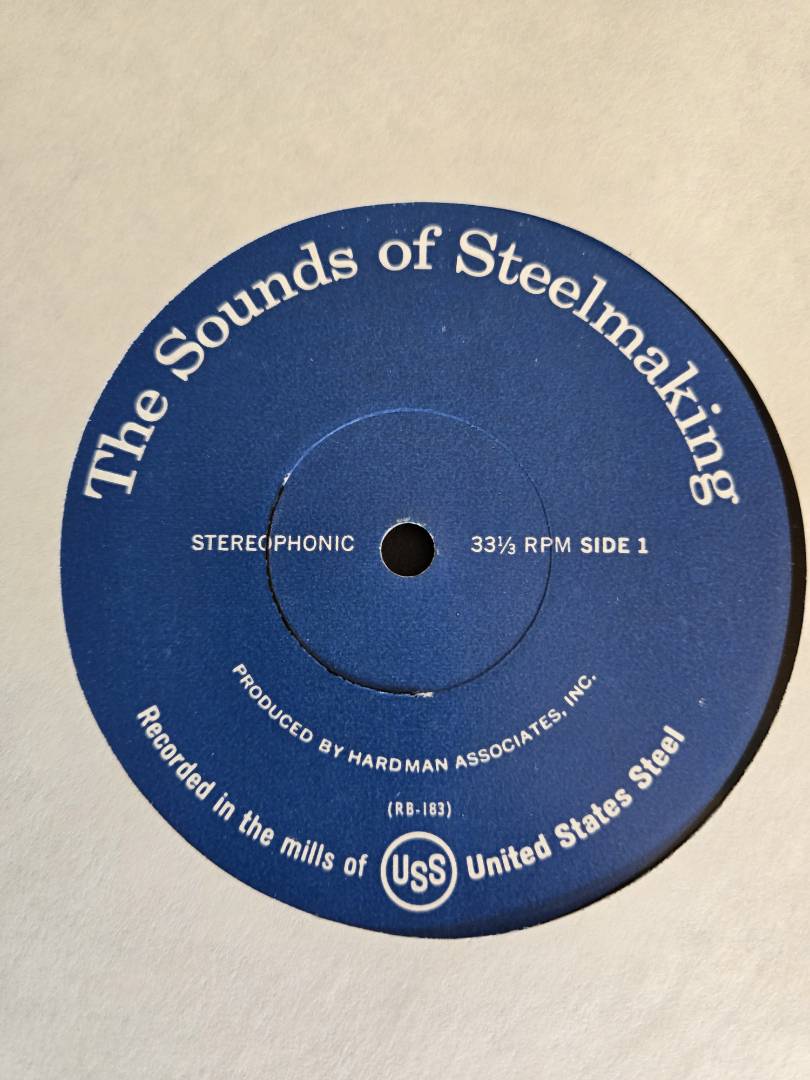 The Sounds of Steelmaking
STEREOPHONIC 33⅓ RPM SIDE 1
PRODUCED BY HARDMAN ASSOCIATES, INC.
(RB-183)
Recorded in the mills of USS United States Steel